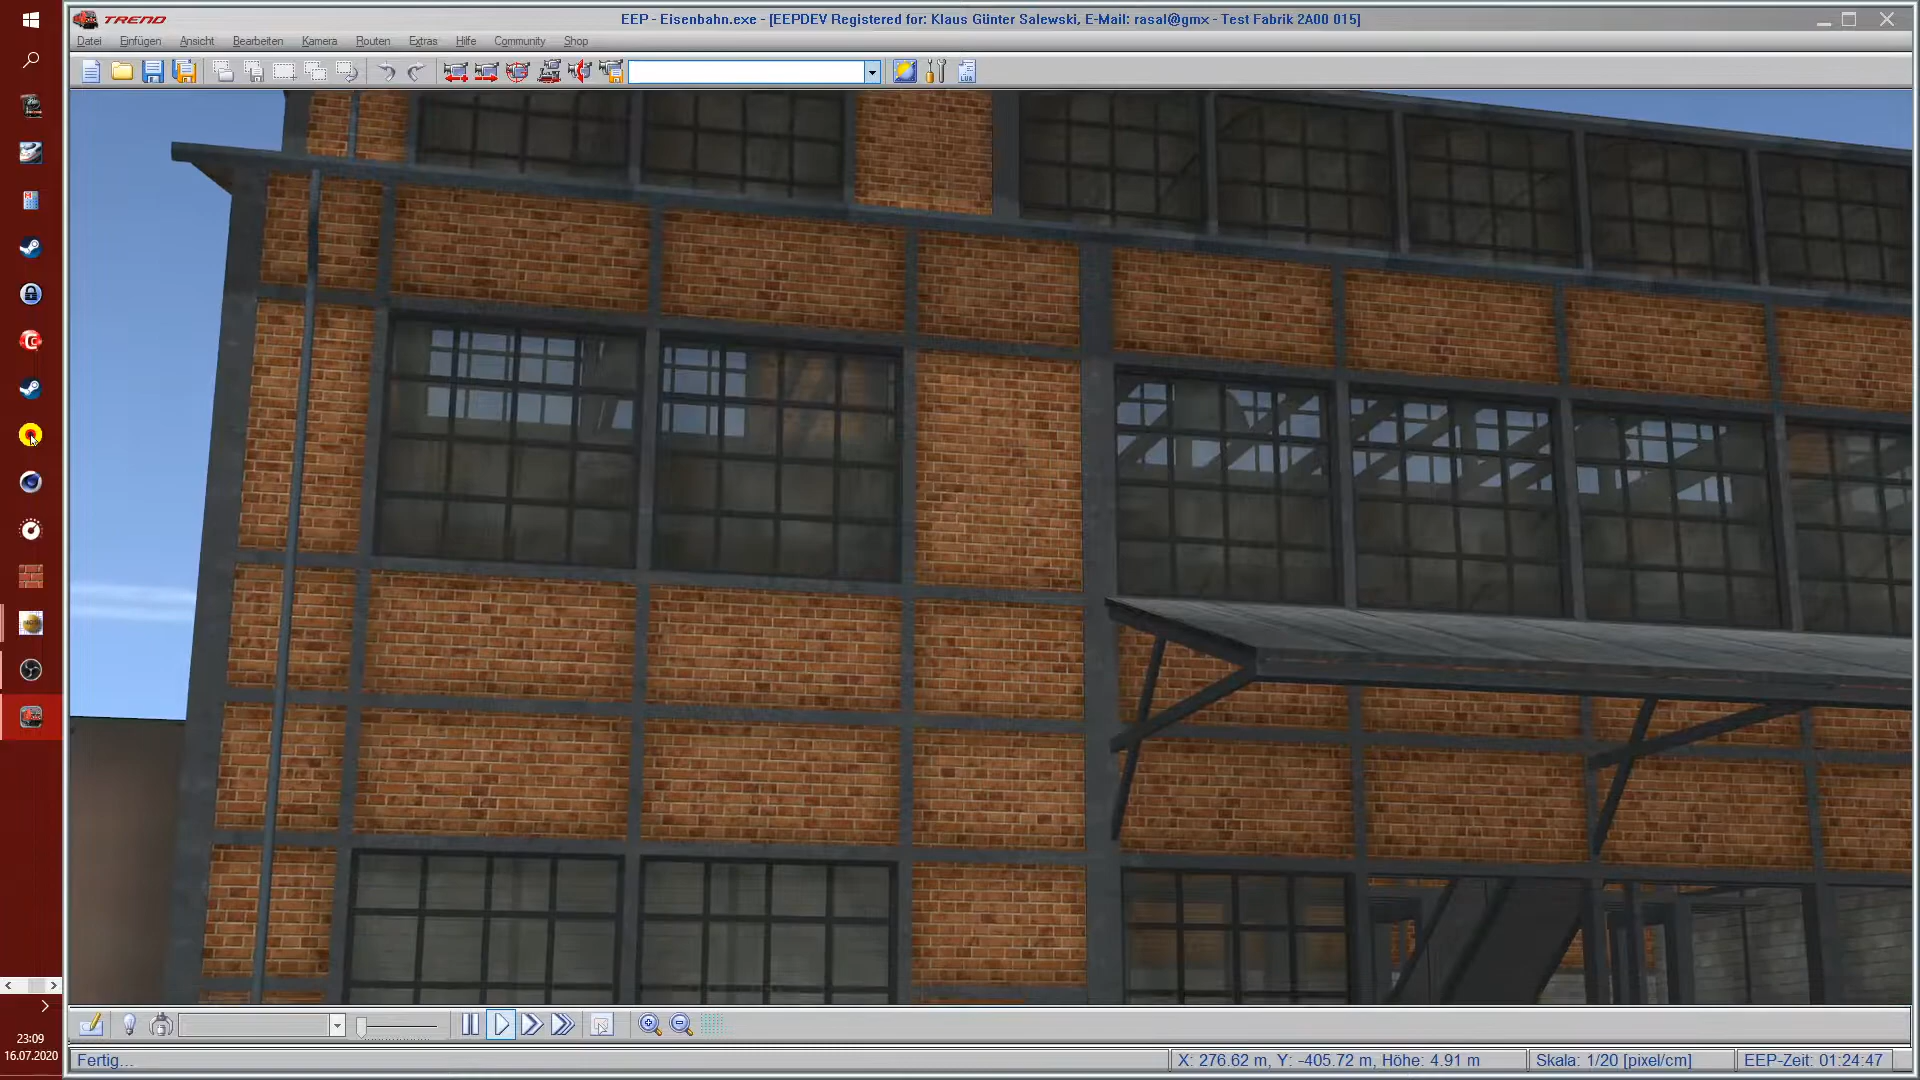 TREND
EEP - Eisenbahn.exe - [EEPDEV Registered for: Klaus Günter Salewski, E-Mail: rasal@gmx - Test Fabrik 2A00 015]
Datei Einfügen Ansicht Bearbeiten Kamera Routen Extras Hilfe Community Shop
LUA
23:09
16.07.2020
Fertig...
X: 276.62 m, Y: -405.72 m, Höhe: 4.91 m
Skala: 1/20 [pixel/cm]
EEP-Zeit: 01:24:47